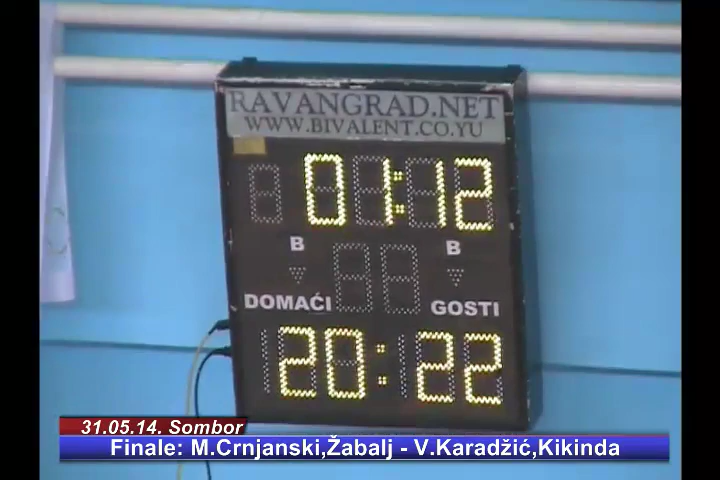 RAVANGRAD.NET
WWW.BIVALENT.CO.YU
01:12
B B
DOMAĆI GOSTI
20:22
31.05.14. Sombor
Finale: M.Crnjanski,Žabalj - V.Karadžić,Kikinda